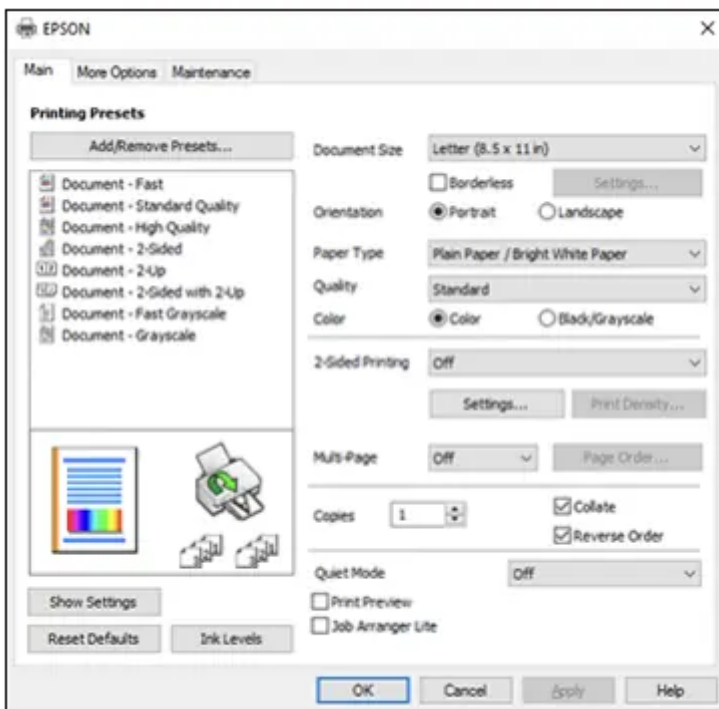 EPSON
Main More Options Maintenance
Printing Presets
Add/Remove Presets...
Document - Fast
Document - Standard Quality
Document - High Quality
Document - 2-Sided
Document - 2-Up
Document - 2-Sided with 2-Up
Document - Fast Grayscale
Document - Grayscale
Show Settings
Reset Defaults Ink Levels
Document Size Letter (8.5 x 11 in)
Borderless Settings...
Orientation Portrait Landscape
Paper Type Plain Paper / Bright White Paper
Quality Standard
Color Color Black/Grayscale
2-Sided Printing Off
Settings... Print Density...
Multi-Page Off Page Order...
Copies 1 Collate
Reverse Order
Quiet Mode Off
Print Preview
Job Arranger Lite
OK Cancel Apply Help